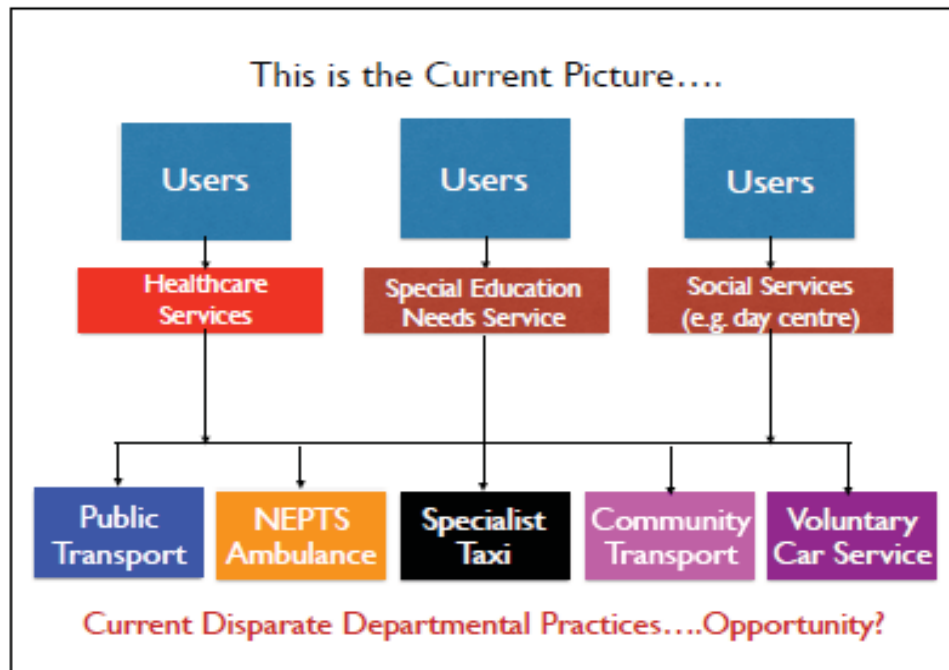 This is the Current Picture....
Users
Users
Users
Healthcare
Services
Special Education
Needs Service
Social Services
(e.g. day centre)
Public
Transport
NEPTS
Ambulance
Specialist
Taxi
Community
Transport
Voluntary
Car Service
Current Disparate Departmental Practices....Opportunity?